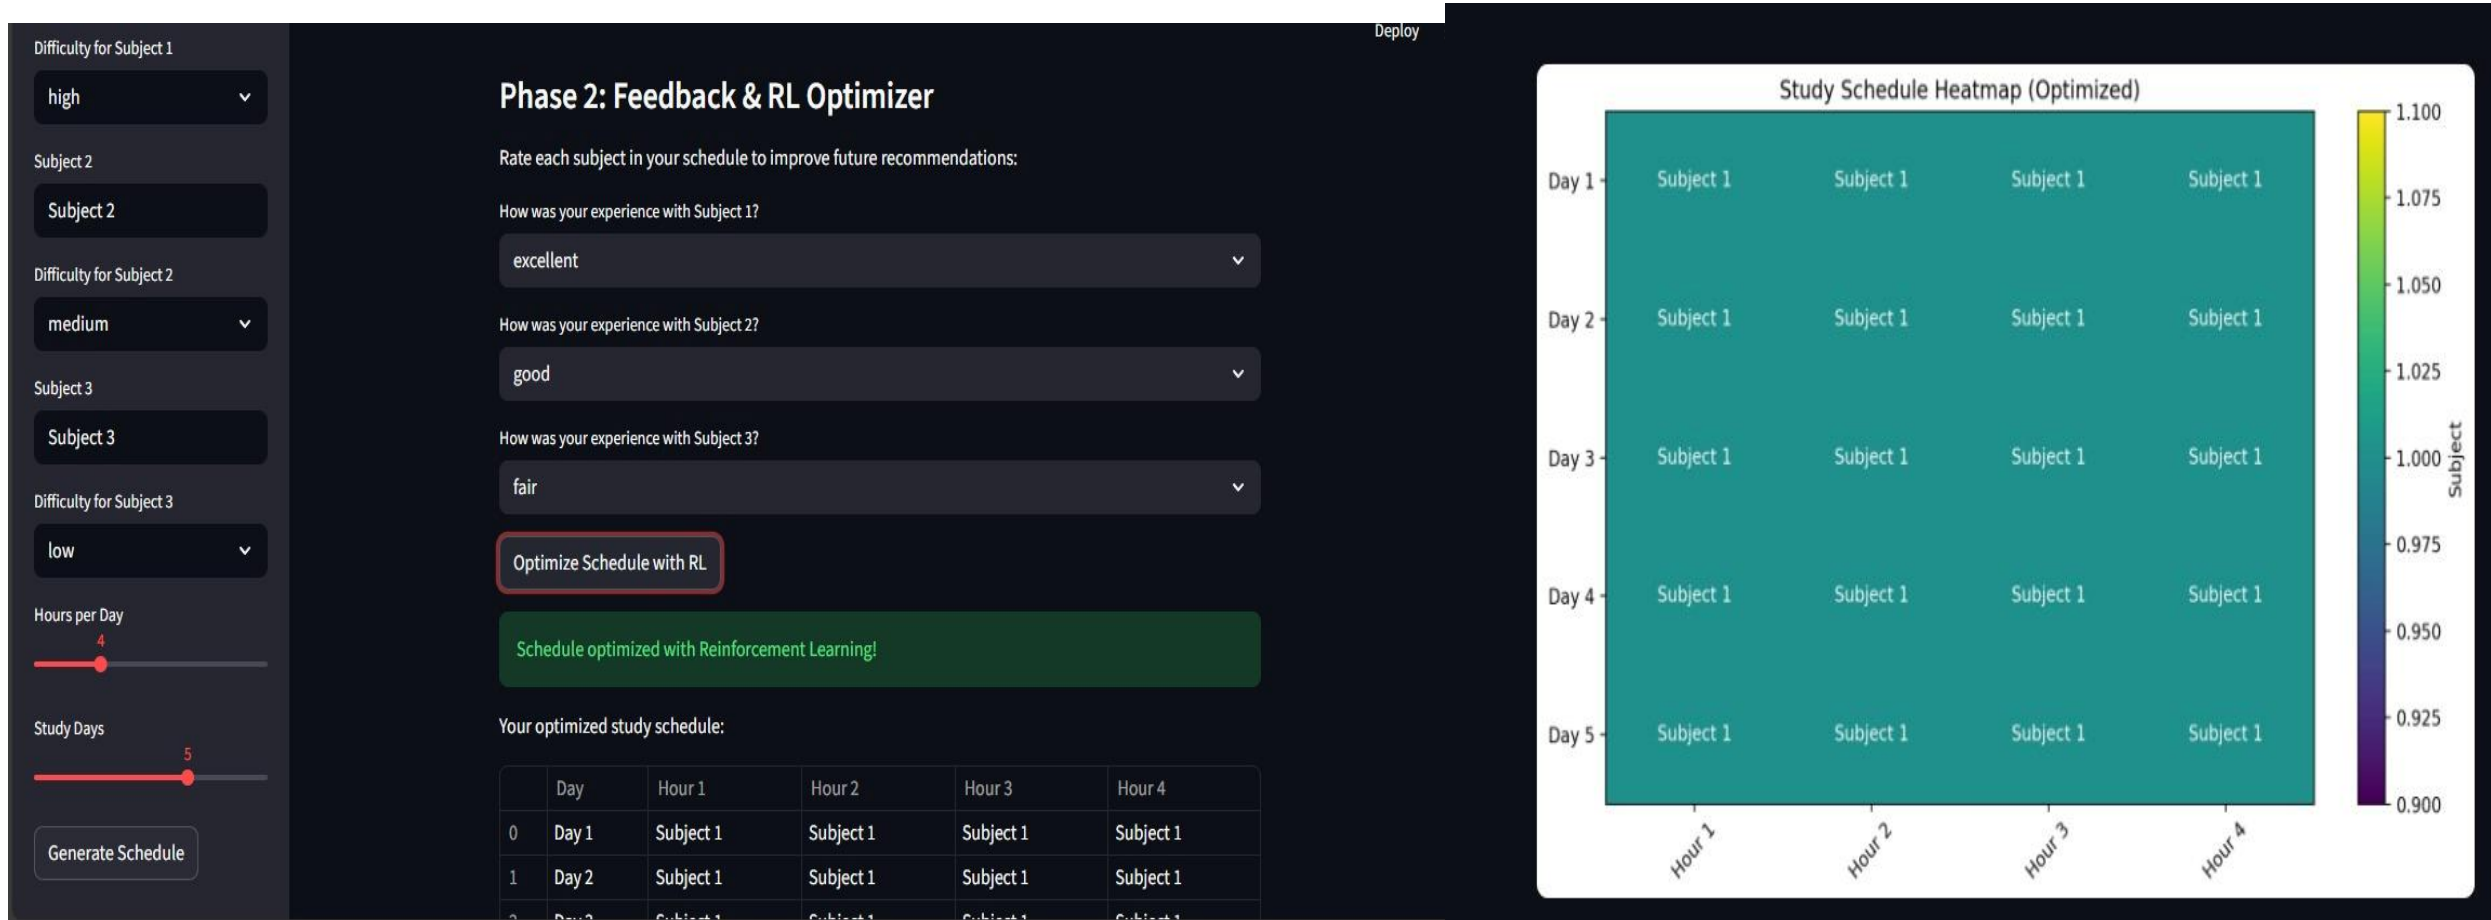 Difficulty for Subject 1
high
Subject 2
Subject 2
Difficulty for Subject 2
medium
Subject 3
Subject 3
Difficulty for Subject 3
low
Hours per Day
4
Study Days
5
Generate Schedule
Deploy
Phase 2: Feedback & RL Optimizer
Rate each subject in your schedule to improve future recommendations:
How was your experience with Subject 1?
excellent
How was your experience with Subject 2?
good
How was your experience with Subject 3?
fair
Optimize Schedule with RL
Schedule optimized with Reinforcement Learning!
Your optimized study schedule:
Day Hour 1 Hour 2 Hour 3 Hour 4
0 Day 1 Subject 1 Subject 1 Subject 1 Subject 1
1 Day 2 Subject 1 Subject 1 Subject 1 Subject 1
Study Schedule Heatmap (Optimized)
Day 1 Subject 1 Subject 1 Subject 1 Subject 1
Day 2 Subject 1 Subject 1 Subject 1 Subject 1
Day 3 Subject 1 Subject 1 Subject 1 Subject 1
Day 4 Subject 1 Subject 1 Subject 1 Subject 1
Day 5 Subject 1 Subject 1 Subject 1 Subject 1
Hour 1 Hour 2 Hour 3 Hour 4
1.100
1.075
1.050
1.025
1.000
0.975
0.950
0.925
0.900
Subject